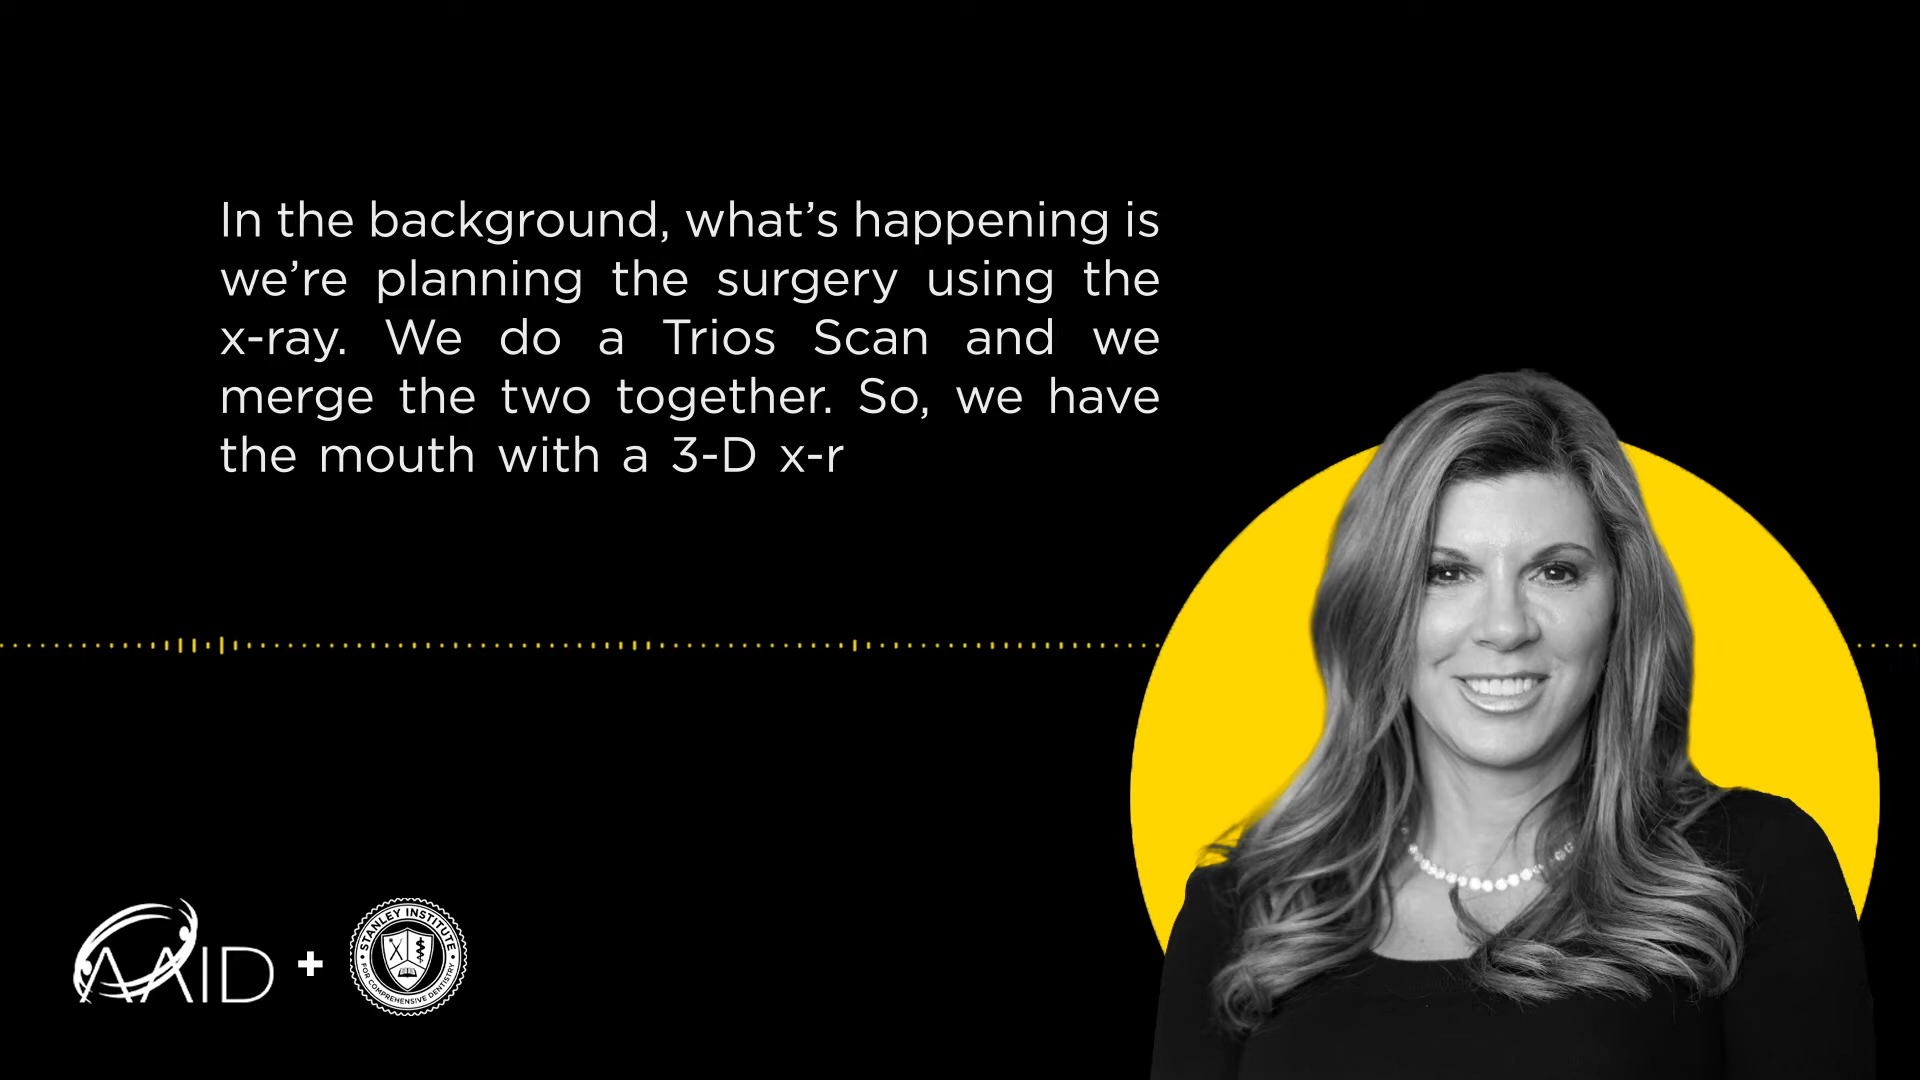 In the background, what’s happening is
we’re planning the surgery using the
x-ray. We do a Trios Scan and we
merge the two together. So, we have
the mouth with a 3-D x-r
AAID
+
STANLEY INSTITUTE
FOR COMPREHENSIVE DENTISTRY